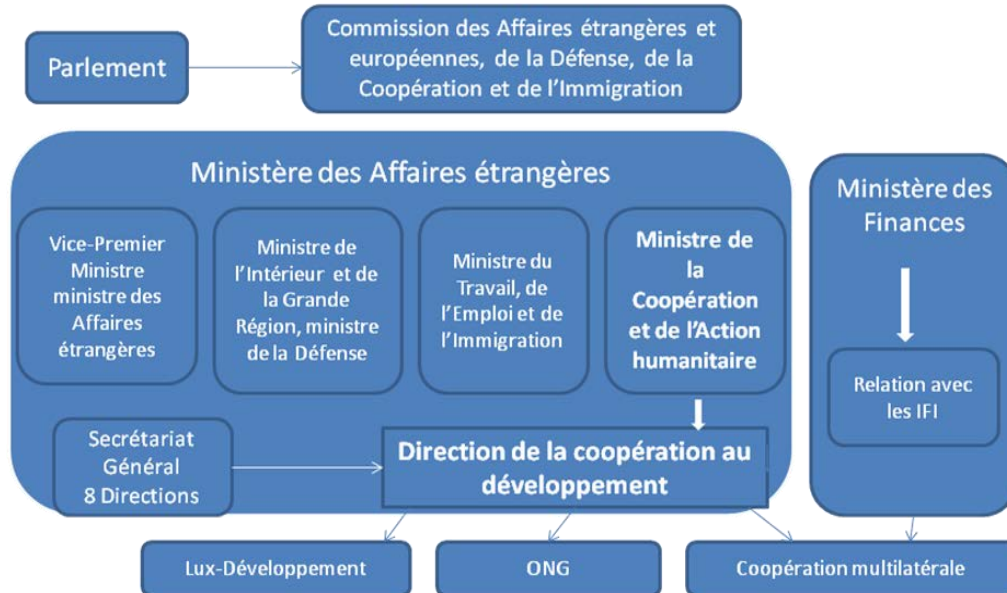 Parlement
Commission des Affaires étrangères et
européennes, de la Défense, de la
Coopération et de l'Immigration
Ministère des Affaires étrangères
Vice-Premier
Ministre
ministre des
Affaires
étrangères
Ministre de
l'Intérieur et de
la Grande
Région, ministre
de la Défense
Ministre du
Travail, de
l'Emploi et de
l'Immigration
Ministre de
la
Coopération
et de l'Action
humanitaire
Ministère des
Finances
Relation avec
les IFI
Secrétariat
Général
8 Directions
Direction de la coopération au
développement
Lux-Développement
ONG
Coopération multilatérale